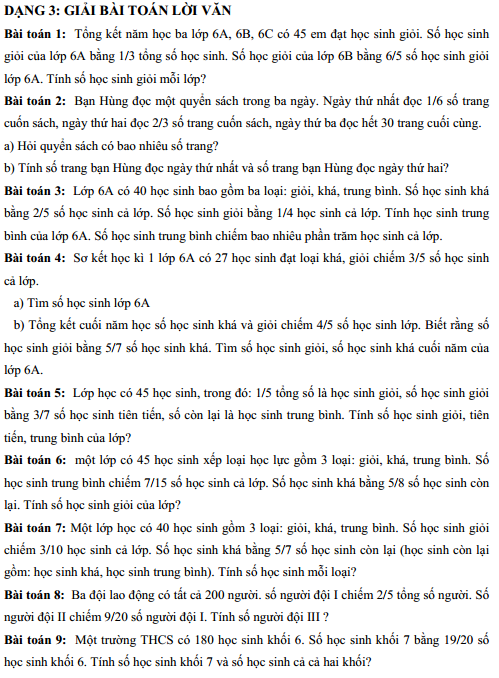 DẠNG 3: GIẢI BÀI TOÁN LỜI VĂN
Bài toán 1: Tổng kết năm học ba lớp 6A, 6B, 6C có 45 em đạt học sinh giỏi. Số học sinh
giỏi của lớp 6A bằng 1/3 tổng số học sinh. Số học giỏi của lớp 6B bằng 6/5 số học sinh giỏi
lớp 6A. Tính số học sinh giỏi mỗi lớp?
Bài toán 2: Bạn Hùng đọc một quyển sách trong ba ngày. Ngày thứ nhất đọc 1/6 số trang
cuốn sách, ngày thứ hai đọc 2/3 số trang cuốn sách, ngày thứ ba đọc hết 30 trang cuối cùng.
a) Hỏi quyển sách có bao nhiêu số trang?
b) Tính số trang bạn Hùng đọc ngày thứ nhất và số trang bạn Hùng đọc ngày thứ hai?
Bài toán 3: Lớp 6A có 40 học sinh bao gồm ba loại: giỏi, khá, trung bình. Số học sinh khá
bằng 2/5 số học sinh cả lớp. Số học sinh giỏi bằng 1/4 học sinh cả lớp. Tính học sinh trung
bình của lớp 6A. Số học sinh trung bình chiếm bao nhiêu phần trăm học sinh cả lớp.
Bài toán 4: Sơ kết học kì 1 lớp 6A có 27 học sinh đạt loại khá, giỏi chiếm 3/5 số học sinh
cả lớp.
a) Tìm số học sinh lớp 6A
b) Tổng kết cuối năm học số học sinh khá và giỏi chiếm 4/5 số học sinh lớp. Biết rằng số
học sinh giỏi bằng 5/7 số học sinh khá. Tìm số học sinh giỏi, số học sinh khá cuối năm của
lớp 6A.
Bài toán 5: Lớp học có 45 học sinh, trong đó: 1/5 tổng số là học sinh giỏi, số học sinh giỏi
bằng 3/7 số học sinh tiên tiến, số còn lại là học sinh trung bình. Tính số học sinh giỏi, tiên
tiến, trung bình của lớp?
Bài toán 6: một lớp có 45 học sinh xếp loại học lực gồm 3 loại: giỏi, khá, trung bình. Số
học sinh trung bình chiếm 7/15 số học sinh cả lớp. Số học sinh khá bằng 5/8 số học sinh còn
lại. Tính số học sinh giỏi của lớp?
Bài toán 7: Một lớp học có 40 học sinh gồm 3 loại: giỏi, khá, trung bình. Số học sinh giỏi
chiếm 3/10 học sinh cả lớp. Số học sinh khá bằng 5/7 số học sinh còn lại (học sinh còn lại
gồm: học sinh khá, học sinh trung bình). Tính số học sinh mỗi loại?
Bài toán 8: Ba đội lao động có tất cả 200 người. số người đội I chiếm 2/5 tổng số người. Số
người đội II chiếm 9/20 số người đội I. Tính số người đội III ?
Bài toán 9: Một trường THCS có 180 học sinh khối 6. Số học sinh khối 7 bằng 19/20 số
học sinh khối 6. Tính số học sinh khối 7 và số học sinh cả cả hai khối?